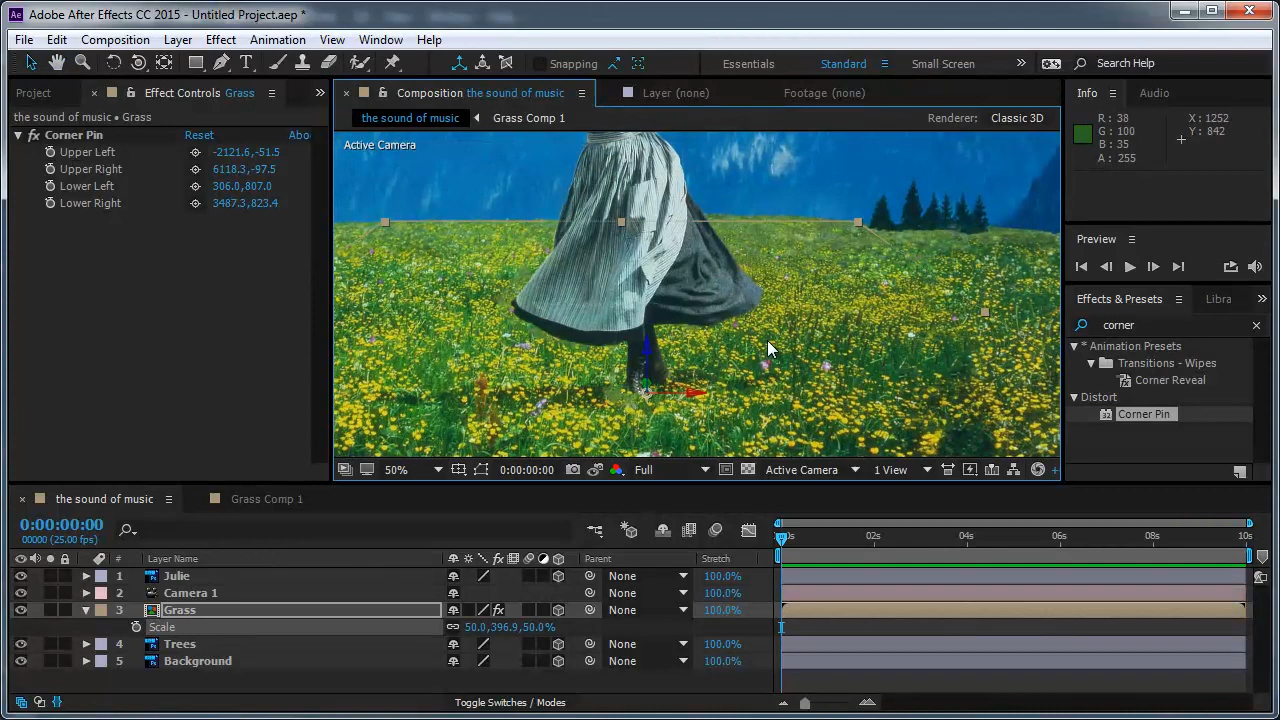 Adobe After Effects CC 2015 - Untitled Project.aep *
File Edit Composition Layer Effect Animation View Window Help
Snapping Essentials Standard Small Screen Search Help
Project Effect Controls Grass
the sound of music • Grass
fx Corner Pin Reset Abo
Upper Left -2121.6,-51.5
Upper Right 6118.3,-97.5
Lower Left 306.0,807.0
Lower Right 3487.3,823.4
Composition the sound of music Layer (none) Footage (none)
the sound of music Grass Comp 1 Renderer: Classic 3D
Active Camera
50% 0:00:00:00 Full Active Camera 1 View
Info Audio
R: 38 X: 1252
G: 100 Y: 842
B: 35
A: 255
Preview
Effects & Presets Libra
corner
* Animation Presets
Transitions - Wipes
Corner Reveal
Distort
Corner Pin
the sound of music Grass Comp 1
0:00:00:00
00000 (25.00 fps)
# Layer Name Parent Stretch
1 Julie None 100.0%
2 Camera 1 None 100.0%
3 Grass fx None 100.0%
Scale 50.0,396.9,50.0%
4 Trees None 100.0%
5 Background None 100.0%
02s 04s 06s 08s 10s
Toggle Switches / Modes